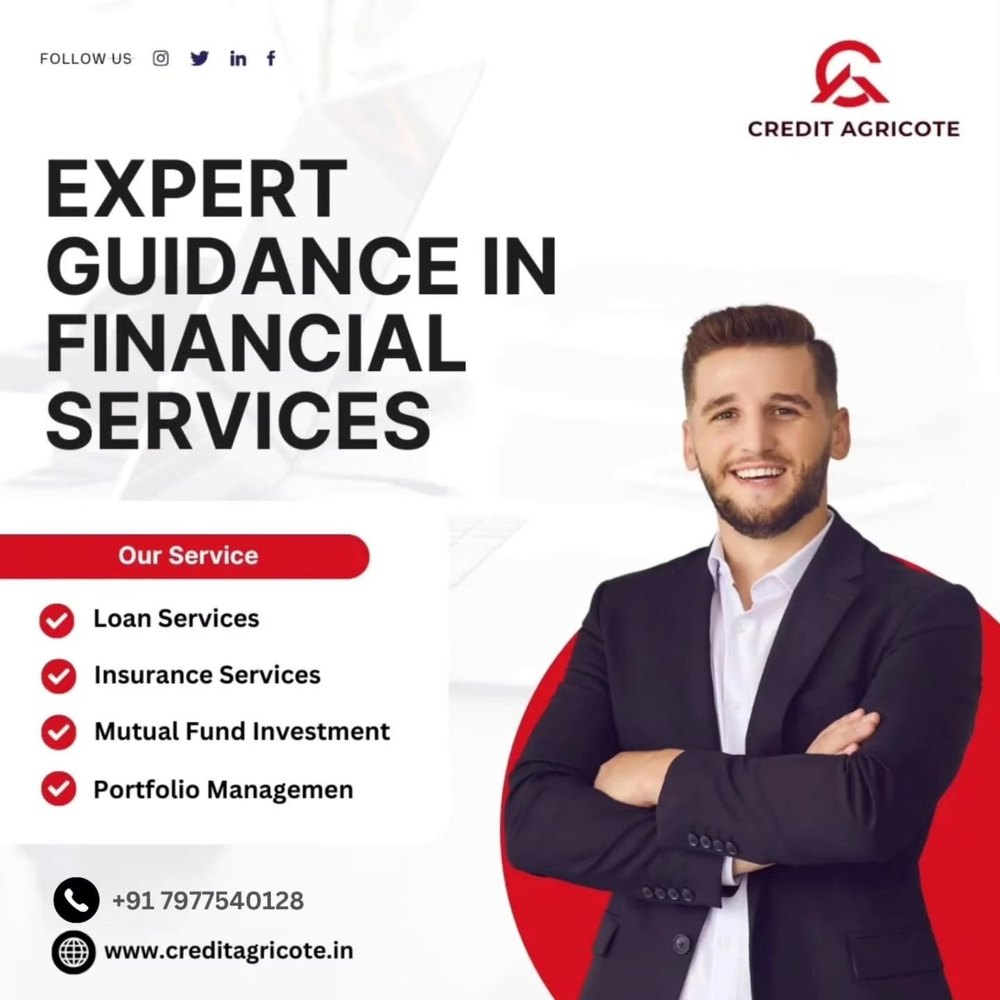 FOLLOW US
CREDIT AGRICOTE
EXPERT
GUIDANCE IN
FINANCIAL
SERVICES
Our Service
Loan Services
Insurance Services
Mutual Fund Investment
Portfolio Managemen
+91 7977540128
www.creditagricote.in